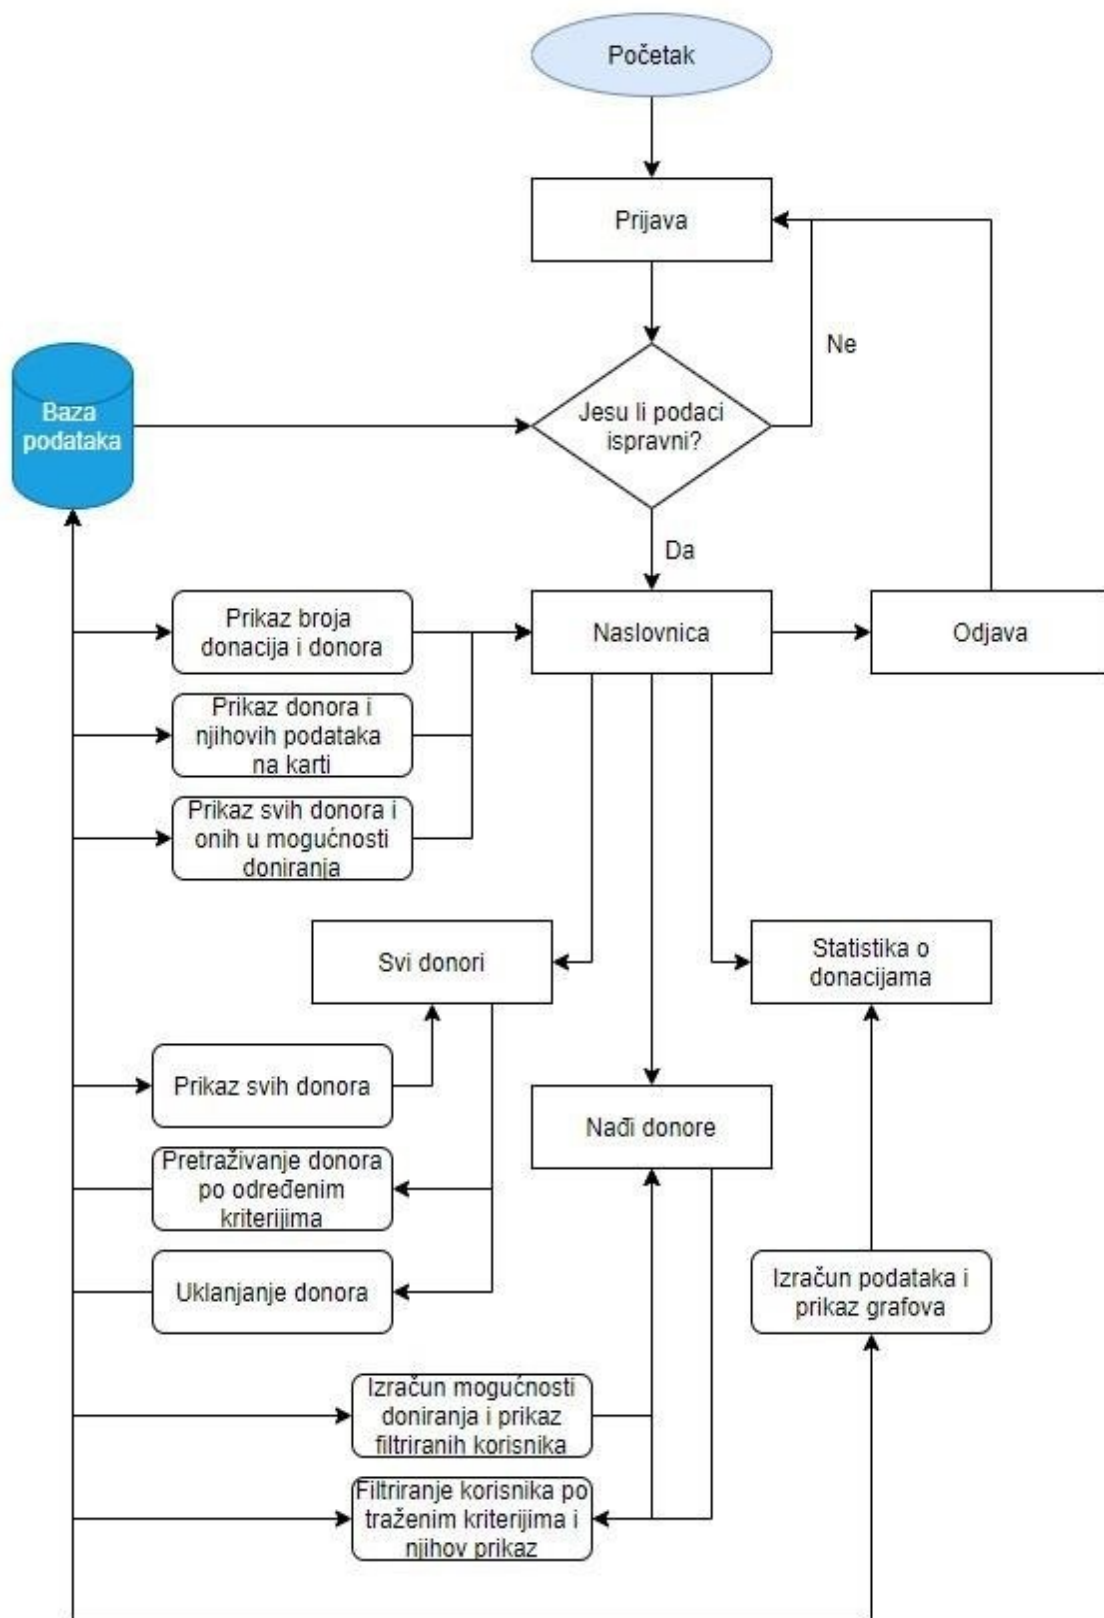 Početak
Prijava
Ne
Baza
podataka
Jesu li podaci
ispravni?
Da
Prikaz broja
donacija i donora
Naslovnica
Odjava
Prikaz donora i
njihovih podataka
na karti
Prikaz svih donora i
onih u mogućnosti
doniranja
Svi donori
Statistika o
donacijama
Prikaz svih donora
Nađi donore
Pretraživanje donora
po određenim
kriterijima
Uklanjanje donora
Izračun podataka i
prikaz grafova
Izračun mogućnosti
doniranja i prikaz
filtriranih korisnika
Filtriranje korisnika po
traženim kriterijima i
njihov prikaz